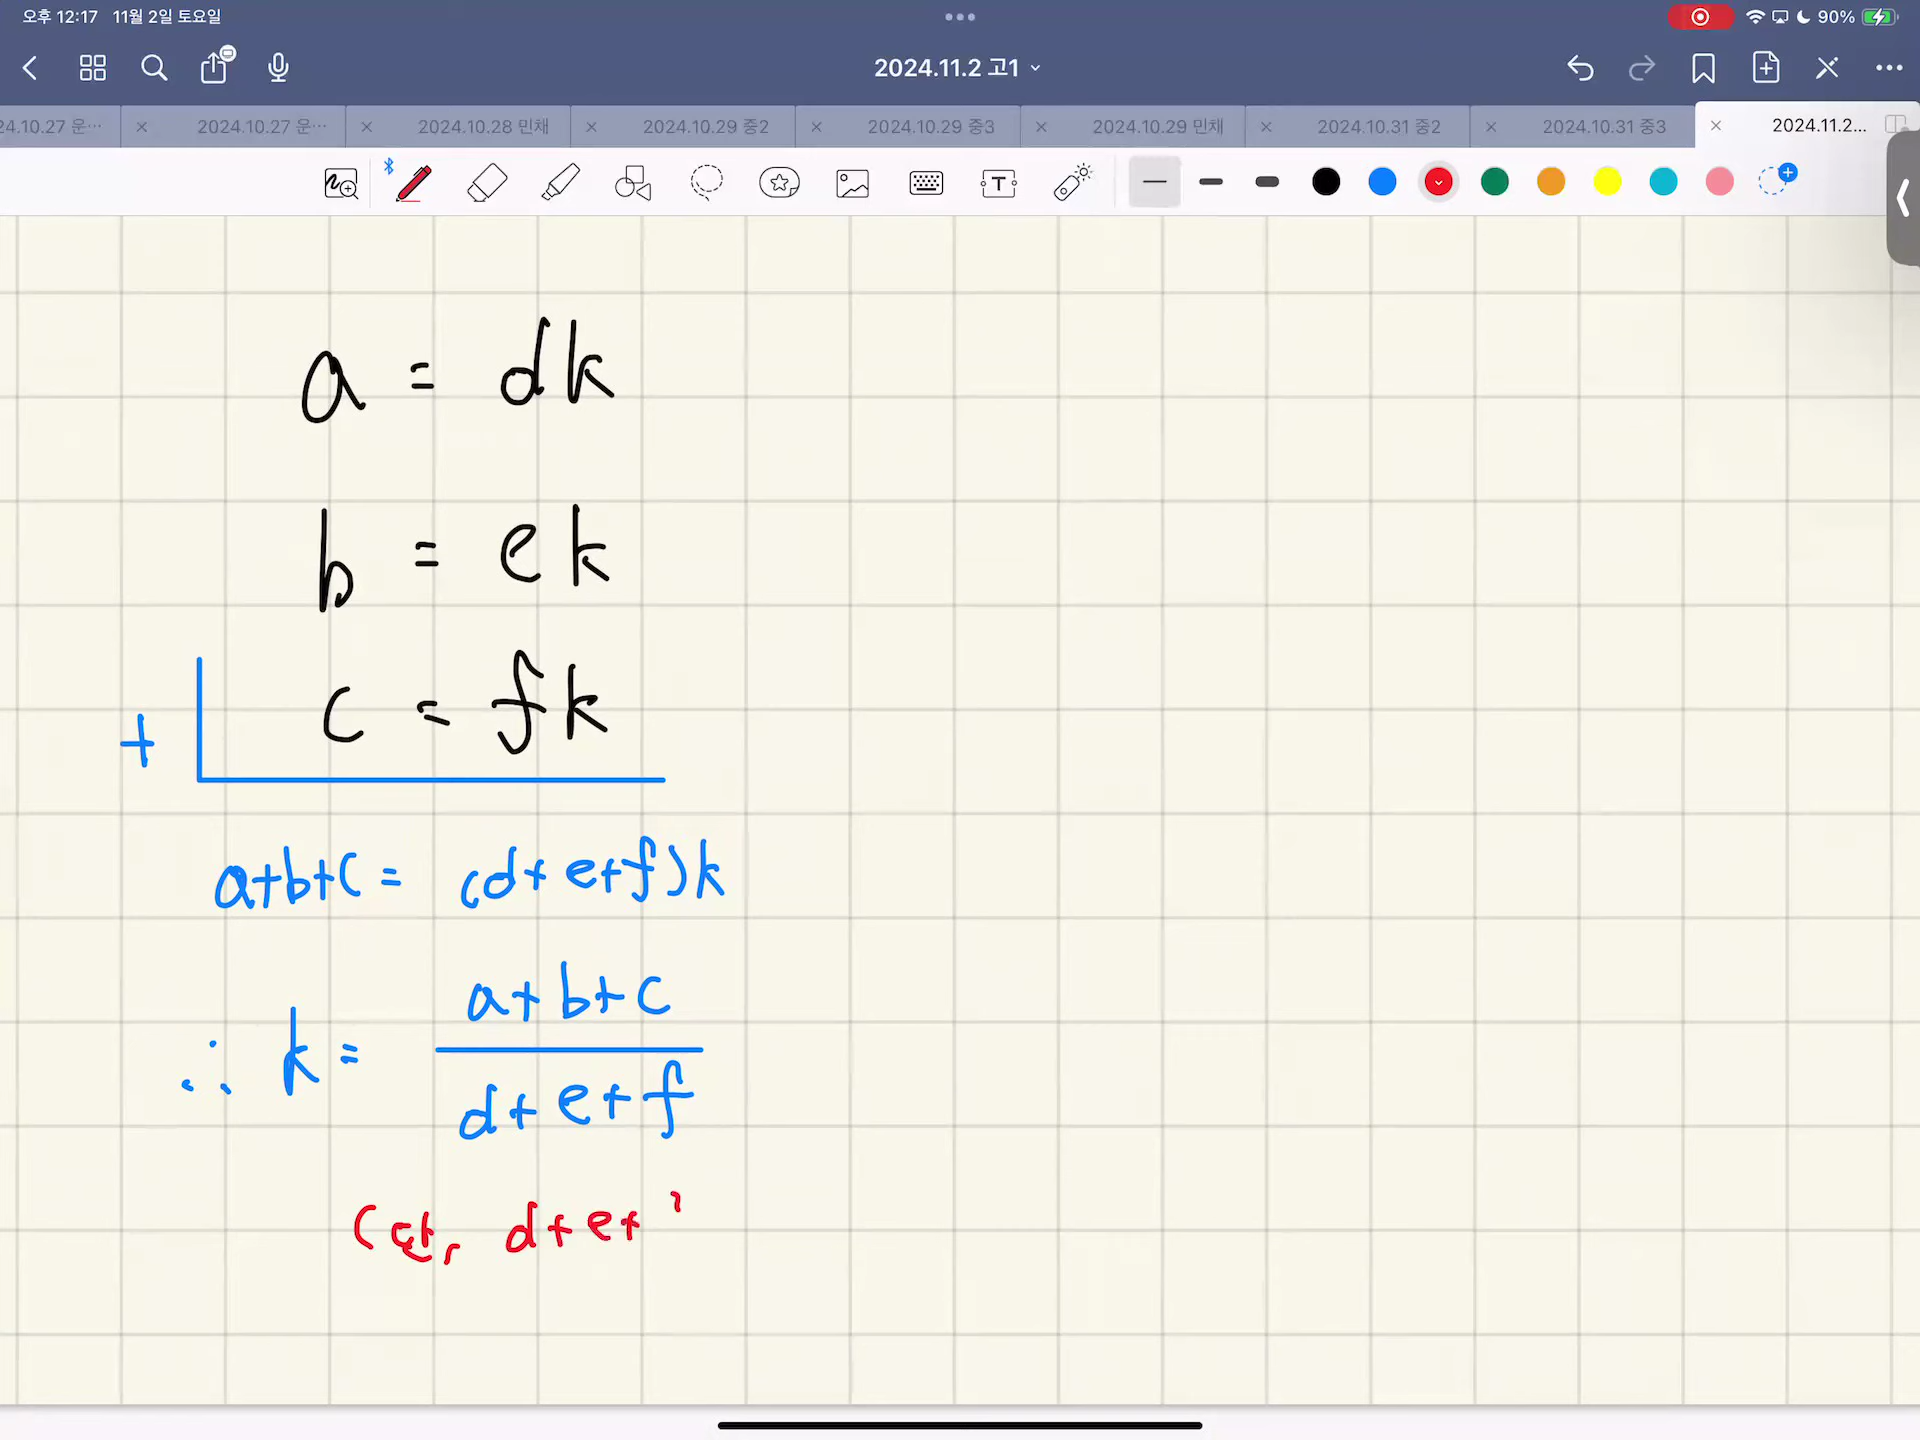 오후 12:17 11월 2일 토요일
90%
2024.11.2 고1
24.10.27 운…
2024.10.27 운…
2024.10.28 민채
2024.10.29 중2
2024.10.29 중3
2024.10.29 민채
2024.10.31 중2
2024.10.31 중3
2024.11.2...
a = dk
b = ek
c = fk
+
a+b+c = (d+e+f)k
∴ k = a+b+c
d+e+f
(단, d+e+